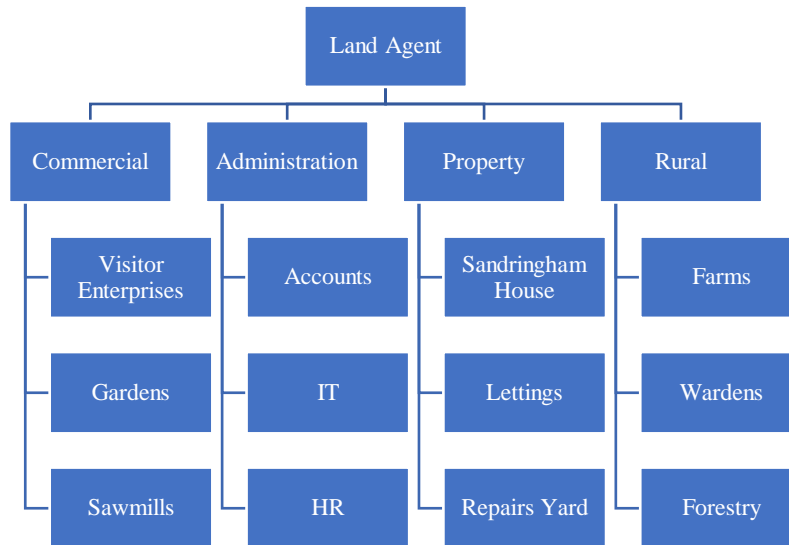 Land Agent
Commercial
Administration
Property
Rural
Visitor
Enterprises
Accounts
Sandringham
House
Farms
Gardens
IT
Lettings
Wardens
Sawmills
HR
Repairs Yard
Forestry